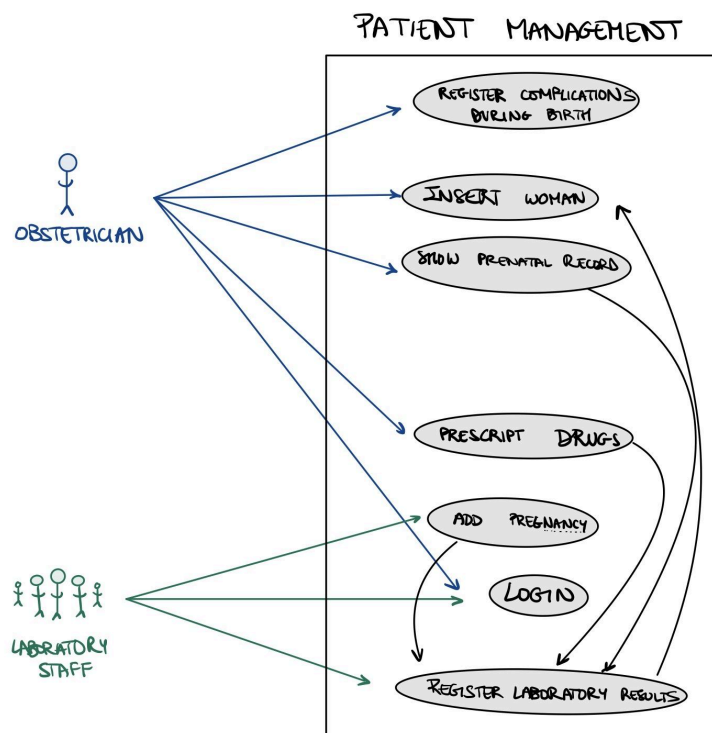 PATIENT MANAGEMENT
REGISTER COMPLICATIONS
DURING BIRTH
INSERT WOMAN
OBSTETRICIAN
SHOW PRENATAL RECORD
PRESCRIPT DRUGS
ADD PREGNANCY
LOGIN
LABORATORY
STAFF
REGISTER LABORATORY RESULTS